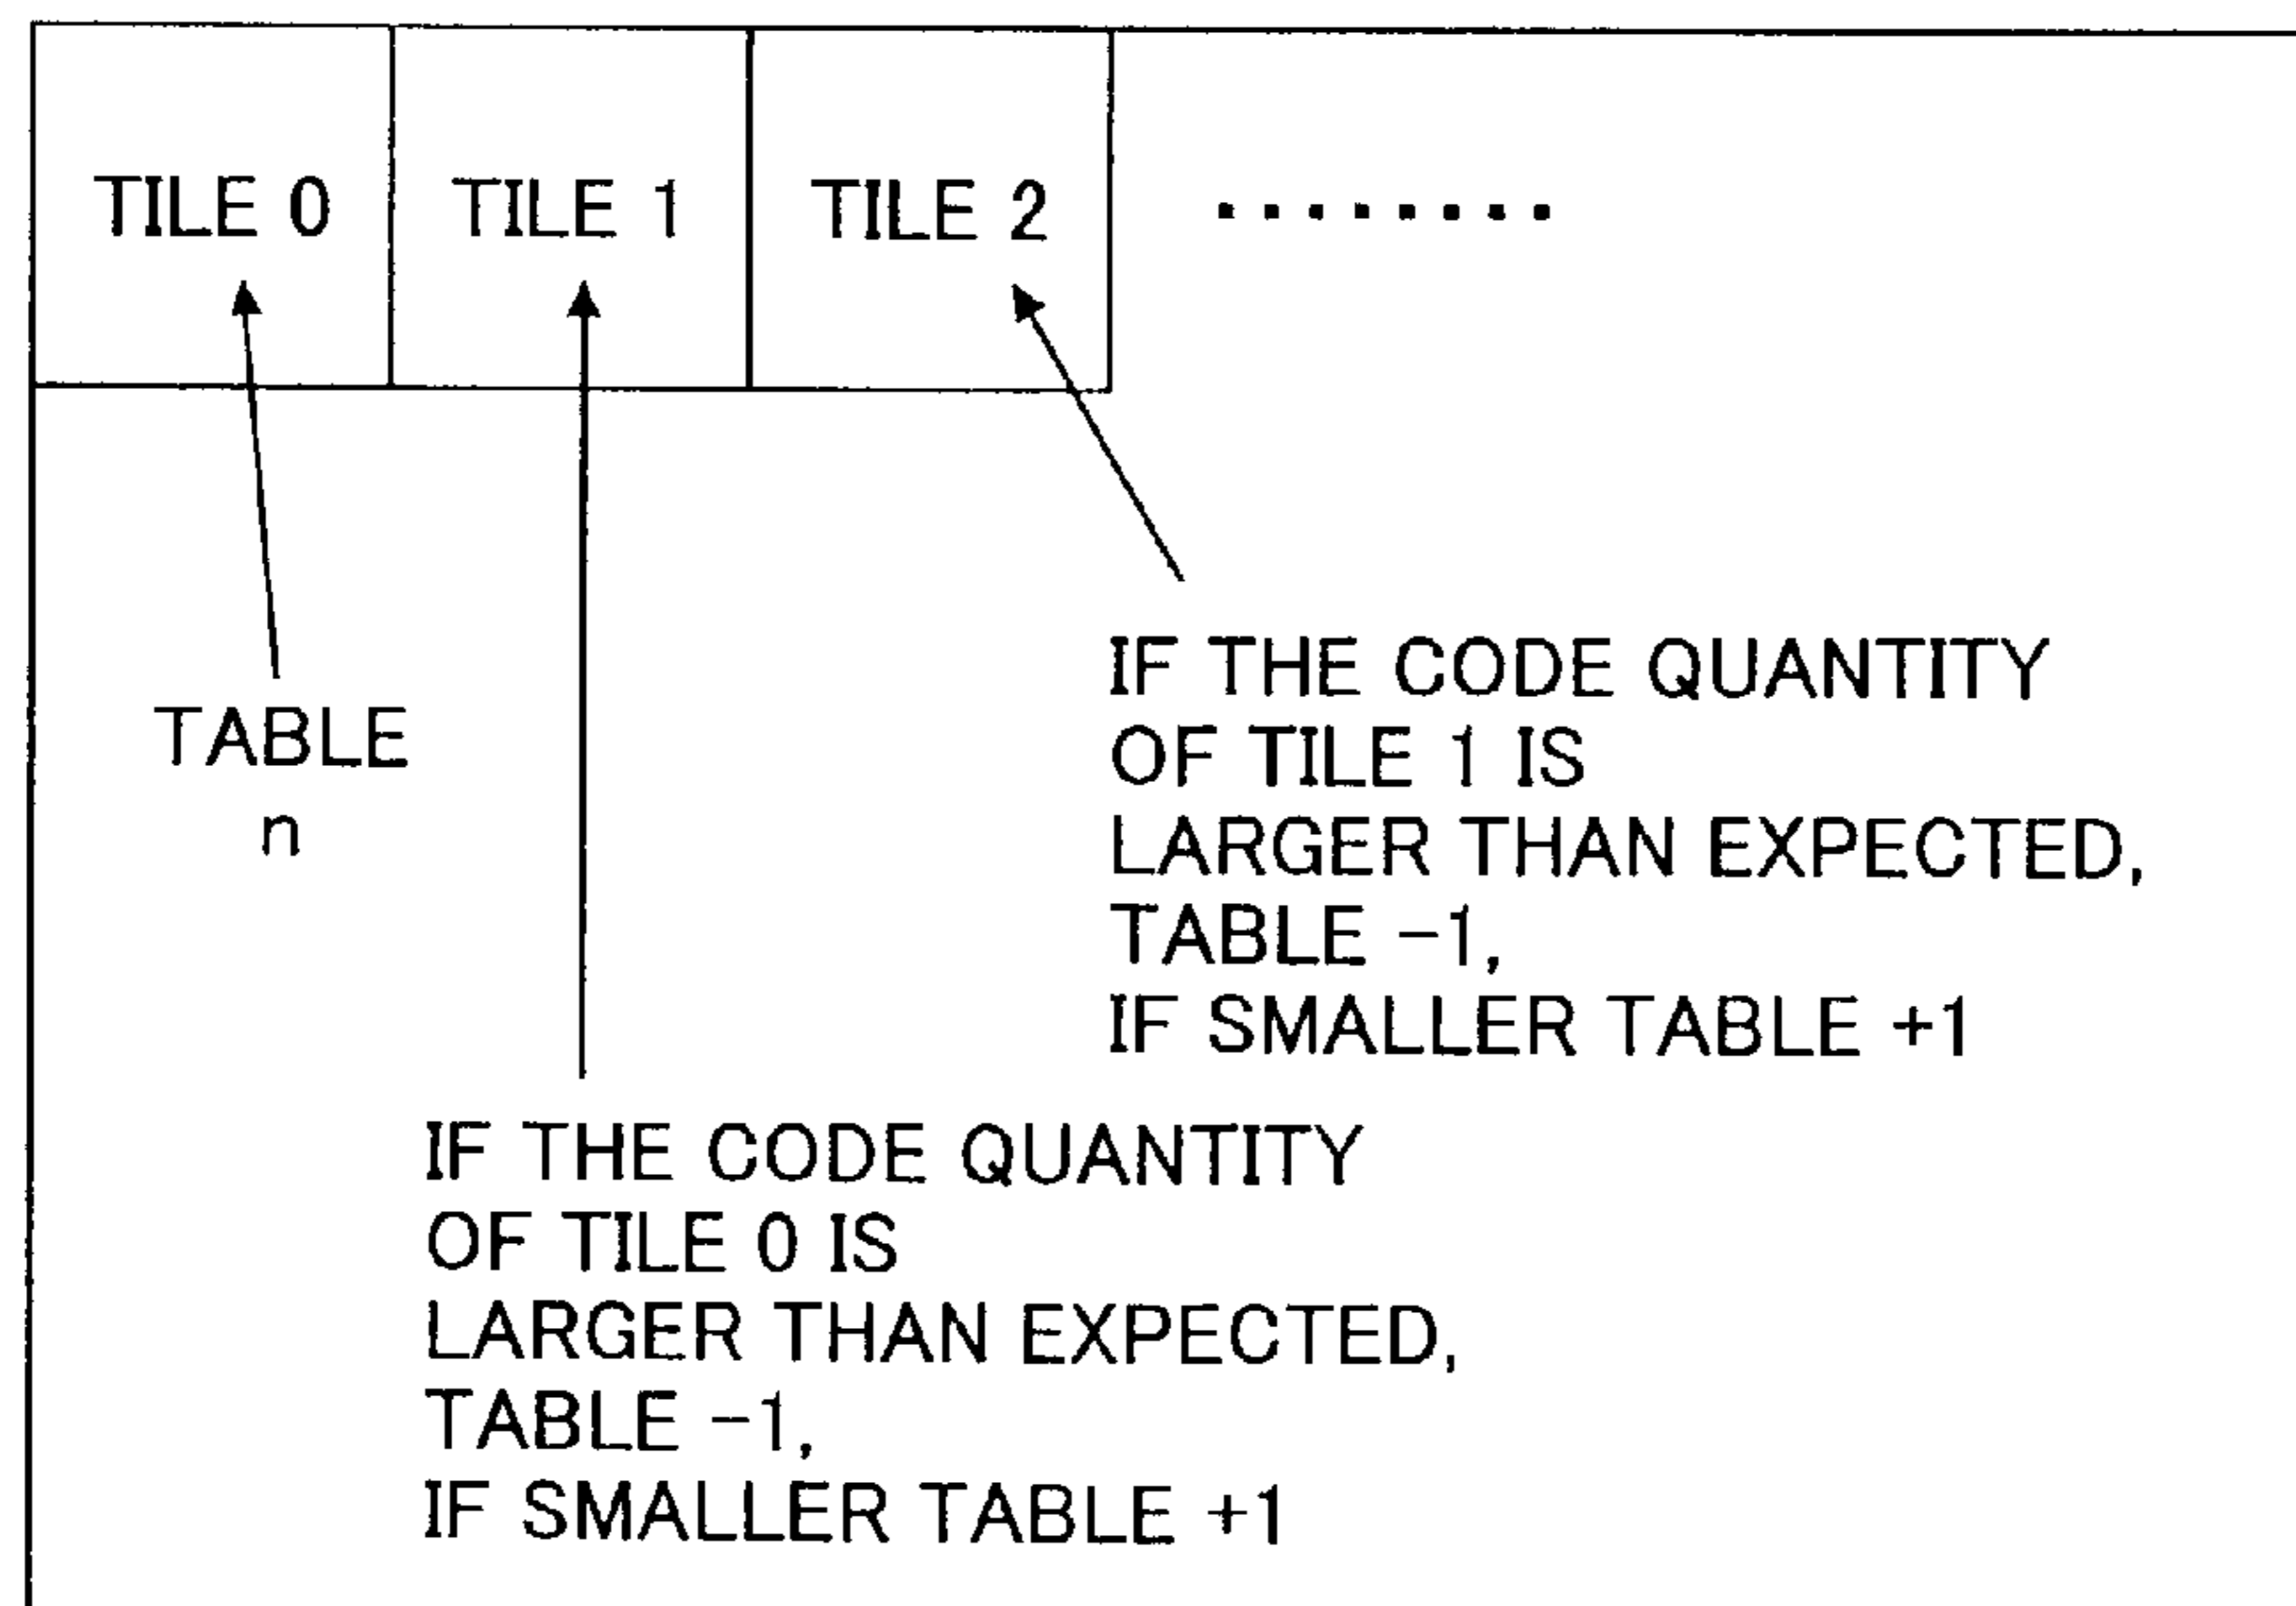 TILE 0
TILE 1
TILE 2
........
TABLE
n
IF THE CODE QUANTITY
OF TILE 1 IS
LARGER THAN EXPECTED,
TABLE -1,
IF SMALLER TABLE +1
IF THE CODE QUANTITY
OF TILE 0 IS
LARGER THAN EXPECTED,
TABLE -1,
IF SMALLER TABLE +1